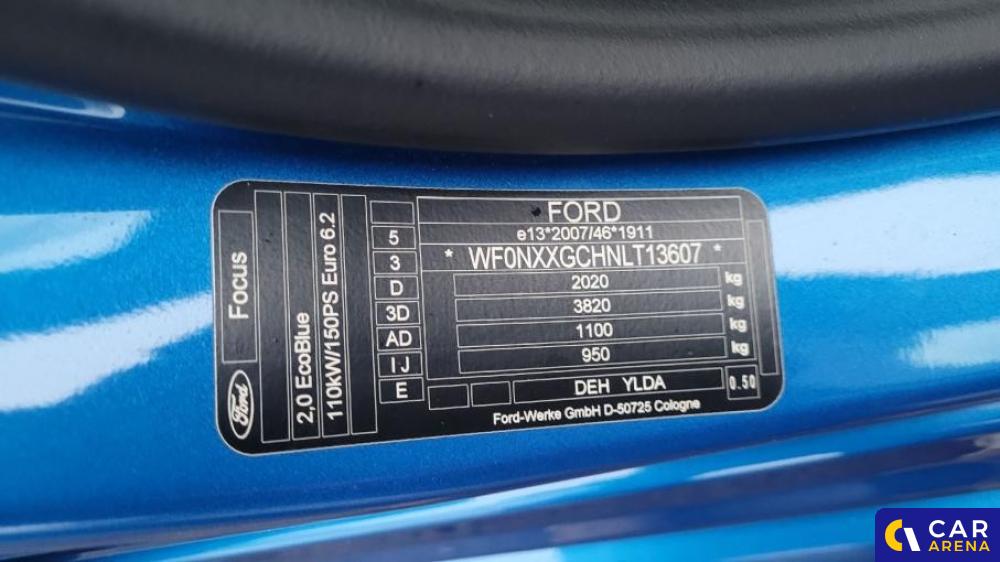 Ford
Focus
2,0 EcoBlue
110kW/150PS Euro 6.2
5
3
D
3D
AD
I J
E
FORD
e13*2007/46*1911
* WF0NXXGCHNLT13607 *
2020 kg
3820 kg
1100 kg
950 kg
DEH YLDA 0.50
Ford-Werke GmbH D-50725 Cologne
CAR
ARENA